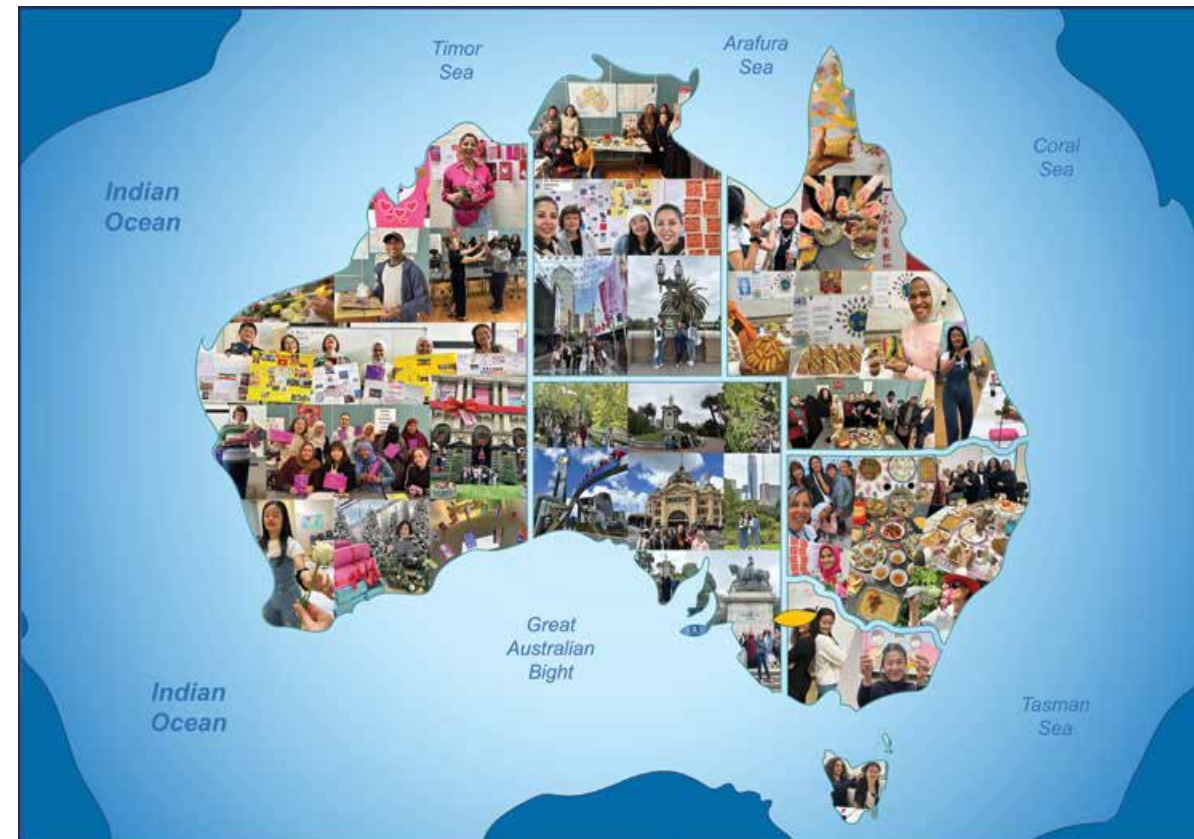 Timor
Sea
Arafura
Sea
Coral
Sea
Indian
Ocean
Great
Australian
Bight
Indian
Ocean
Tasman
Sea